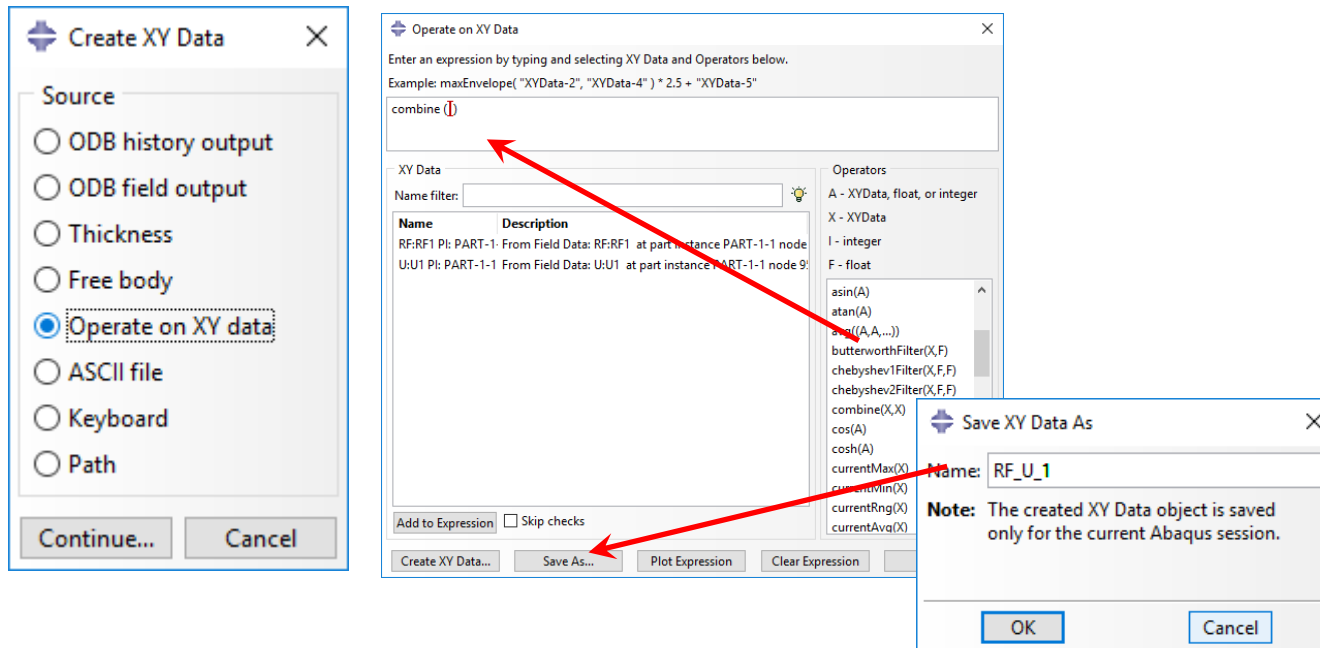 Create XY Data
Source
ODB history output
ODB field output
Thickness
Free body
Operate on XY data
ASCII file
Keyboard
Path
Continue...
Cancel
Operate on XY Data
Enter an expression by typing and selecting XY Data and Operators below.
Example: maxEnvelope( "XYData-2", "XYData-4" ) * 2.5 + "XYData-5"
combine ( )
XY Data
Name filter:
Name Description
RF:RF1 PI: PART-1- From Field Data: RF:RF1 at part instance PART-1-1 node
U:U1 PI: PART-1-1 From Field Data: U:U1 at part instance PART-1-1 node 9
Add to Expression
Skip checks
Operators
A - XYData, float, or integer
X - XYData
I - integer
F - float
asin(A)
atan(A)
avg((A,A,...))
butterworthFilter(X,F)
chebyshev1Filter(X,F,F)
chebyshev2Filter(X,F,F)
combine(X,X)
cos(A)
cosh(A)
currentMax(X)
currentMin(X)
currentRng(X)
currentAvg(X)
Create XY Data...
Save As...
Plot Expression
Clear Expression
Save XY Data As
Name: RF_U_1
Note: The created XY Data object is saved
only for the current Abaqus session.
OK
Cancel